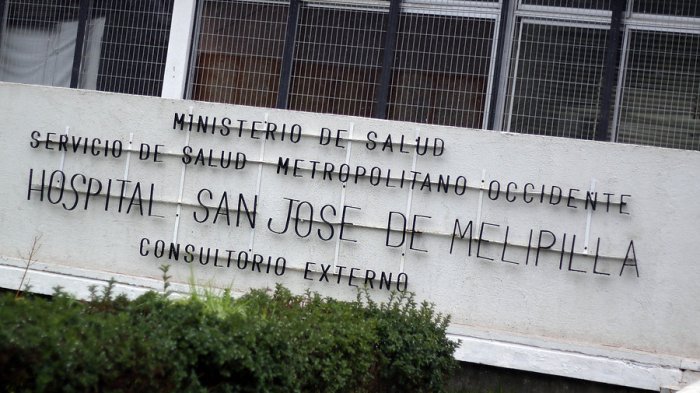 MINISTERIO DE SALUD
SERVICIO DE SALUD METROPOLITANO OCCIDENTE
HOSPITAL SAN JOSE DE MELIPILLA
CONSULTORIO EXTERNO